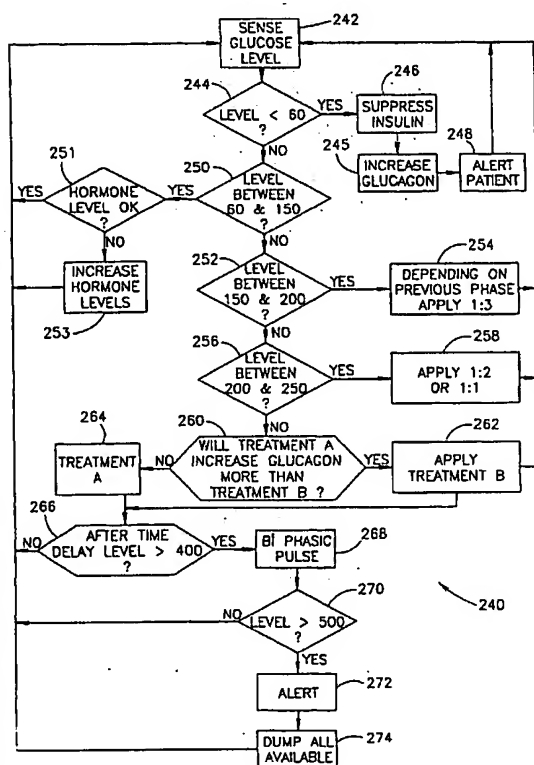 242
SENSE
GLUCOSE
LEVEL
244
LEVEL < 60
?
YES
246
SUPPRESS
INSULIN
NO
245
INCREASE
GLUCAGON
248
ALERT
PATIENT
251
YES
HORMONE
LEVEL OK
?
YES
250
LEVEL
BETWEEN
60 & 150
?
NO
INCREASE
HORMONE
LEVELS
253
NO
252
LEVEL
BETWEEN
150 & 200
?
YES
254
DEPENDING ON
PREVIOUS PHASE
APPLY 1:3
NO
256
LEVEL
BETWEEN
200 & 250
?
YES
258
APPLY 1:2
OR 1:1
NO
260
WILL TREATMENT A
INCREASE GLUCAGON
MORE THAN
TREATMENT B ?
NO
264
TREATMENT
A
YES
262
APPLY
TREATMENT B
266
NO
AFTER TIME
DELAY LEVEL > 400
?
YES
268
BI PHASIC
PULSE
240
270
NO
LEVEL > 500
?
YES
272
ALERT
274
DUMP ALL
AVAILABLE